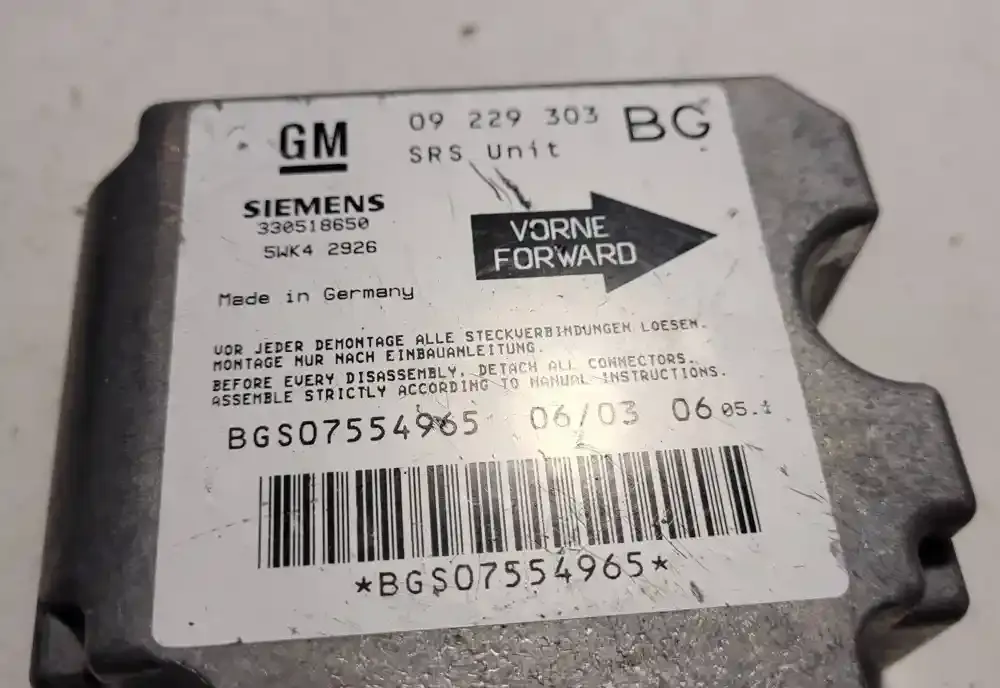 GM
09 229 303 BG
SRS Unit
SIEMENS
330518650
5WK4 2926
VORNE
FORWARD
Made in Germany
VOR JEDER DEMONTAGE ALLE STECKVERBINDUNGEN LOESEN.
MONTAGE NUR NACH EINBAUANLEITUNG.
BEFORE EVERY DISASSEMBLY, DETACH ALL CONNECTORS.
ASSEMBLE STRICTLY ACCORDING TO MANUAL INSTRUCTIONS.
BGS07554965 06/03 06 05.1
*BGS07554965*